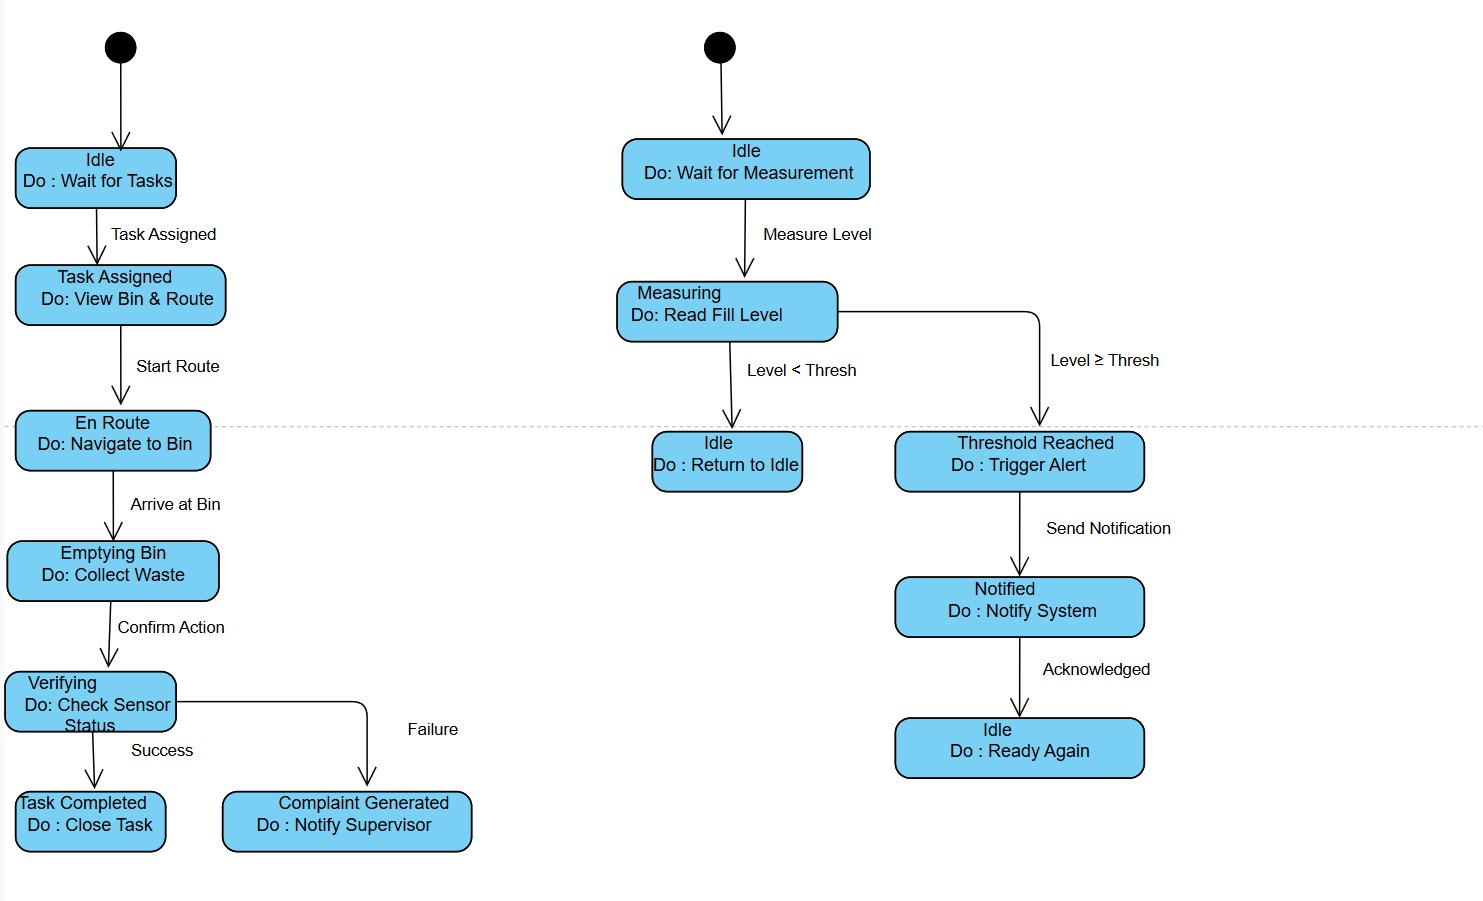 Idle
Do : Wait for Tasks
Task Assigned
Task Assigned
Do: View Bin & Route
Start Route
En Route
Do: Navigate to Bin
Arrive at Bin
Emptying Bin
Do: Collect Waste
Confirm Action
Verifying
Do: Check Sensor
Status
Success
Failure
Task Completed
Do : Close Task
Complaint Generated
Do : Notify Supervisor
Idle
Do: Wait for Measurement
Measure Level
Measuring
Do: Read Fill Level
Level < Thresh
Level ≥ Thresh
Idle
Do : Return to Idle
Threshold Reached
Do : Trigger Alert
Send Notification
Notified
Do : Notify System
Acknowledged
Idle
Do : Ready Again